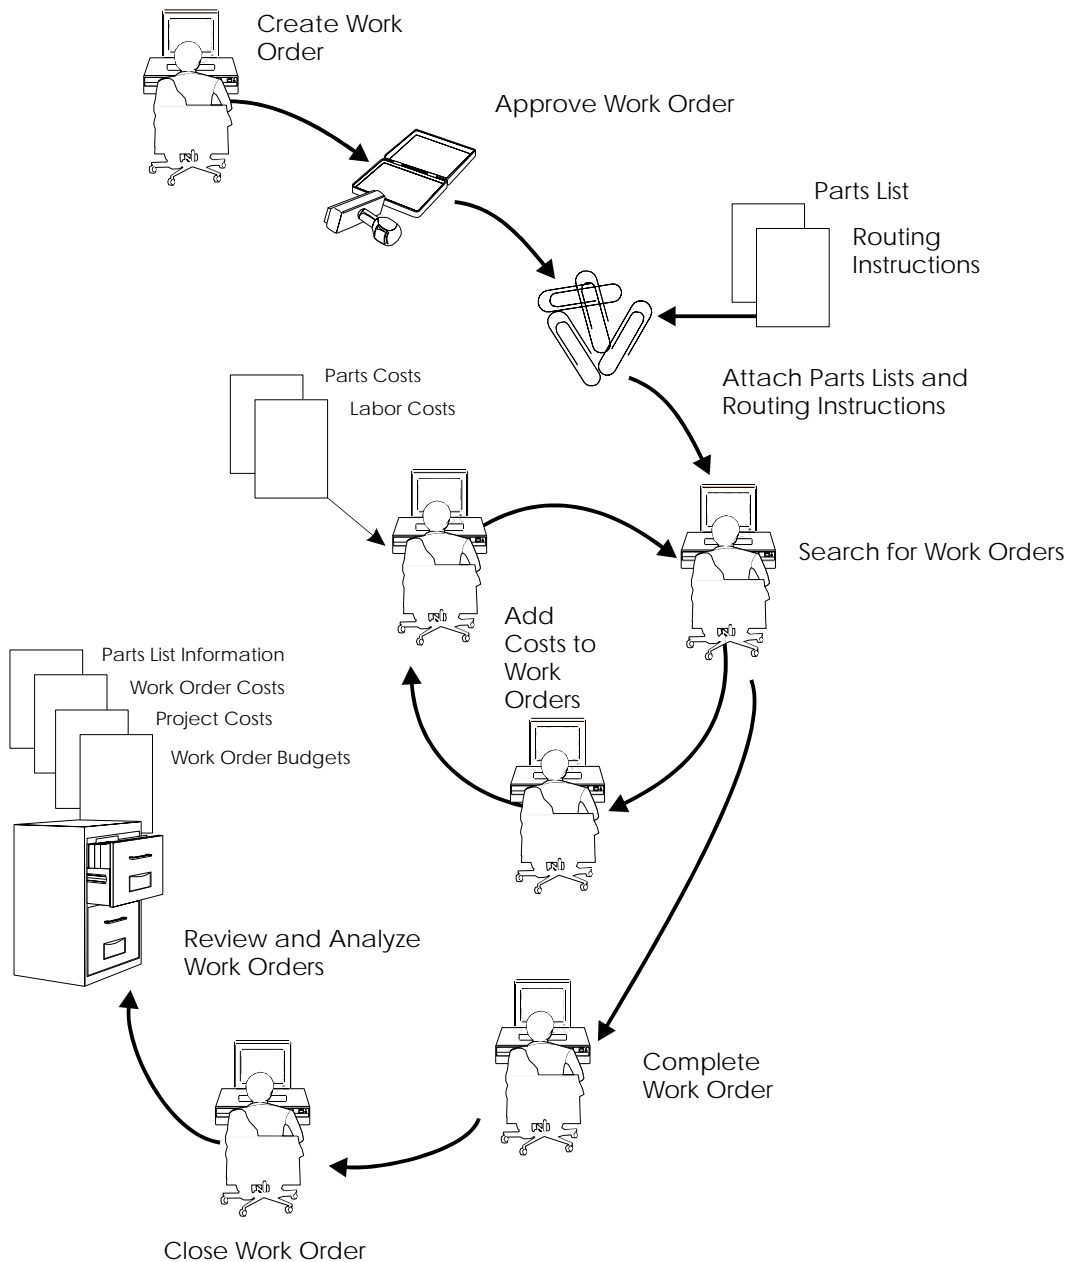 Create Work
Order
Approve Work Order
Parts List
Routing
Instructions
Attach Parts Lists and
Routing Instructions
Parts Costs
Labor Costs
Search for Work Orders
Add
Costs to
Work
Orders
Parts List Information
Work Order Costs
Project Costs
Work Order Budgets
Review and Analyze
Work Orders
Complete
Work Order
Close Work Order